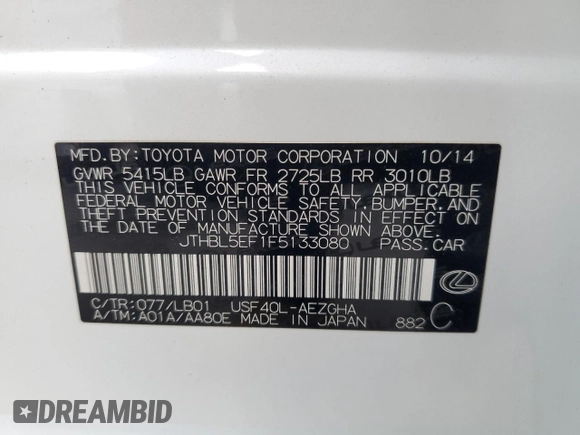 MFD.BY: TOYOTA MOTOR CORPORATION 10/14
GVWR 5415LB GAWR FR 2725LB RR 3010LB
THIS VEHICLE CONFORMS TO ALL APPLICABLE
FEDERAL MOTOR VEHICLE SAFETY, BUMPER, AND
THEFT PREVENTION STANDARDS IN EFFECT ON
THE DATE OF MANUFACTURE SHOWN ABOVE.
JTHBL5EF1F5133080 PASS.CAR
C/TR:077/LB01 USF40L-AEZGHA
A/TM:A01A/AA80E MADE IN JAPAN 882 C
DREAMBID